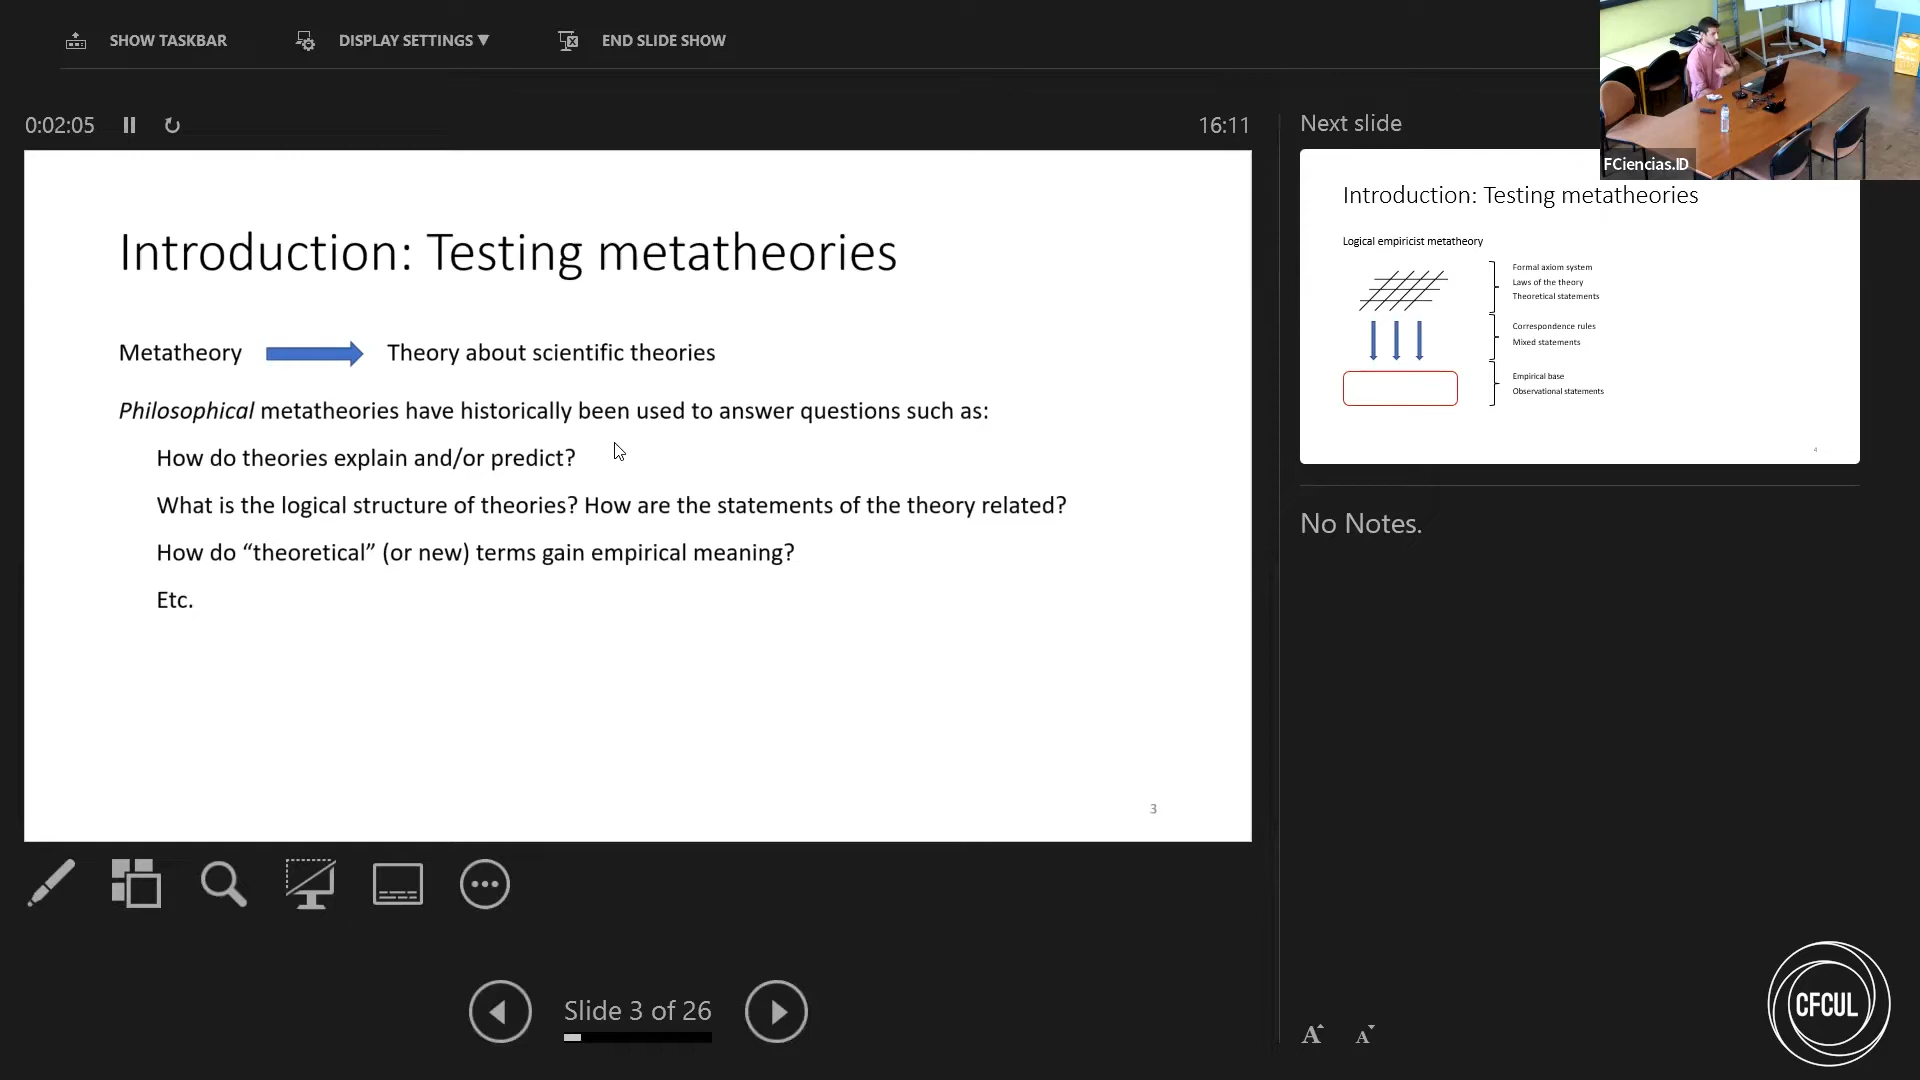 SHOW TASKBAR
DISPLAY SETTINGS ▼
END SLIDE SHOW
0:02:05
16:11
Introduction: Testing metatheories
Metatheory
Theory about scientific theories
Philosophical metatheories have historically been used to answer questions such as:
How do theories explain and/or predict?
What is the logical structure of theories? How are the statements of the theory related?
How do “theoretical” (or new) terms gain empirical meaning?
Etc.
3
Slide 3 of 26
Next slide
FCiencias.ID
Introduction: Testing metatheories
Logical empiricist metatheory
Formal axiom system
Laws of the theory
Theoretical statements
Correspondence rules
Mixed statements
Empirical base
Observational statements
4
No Notes.
A A
CFCUL